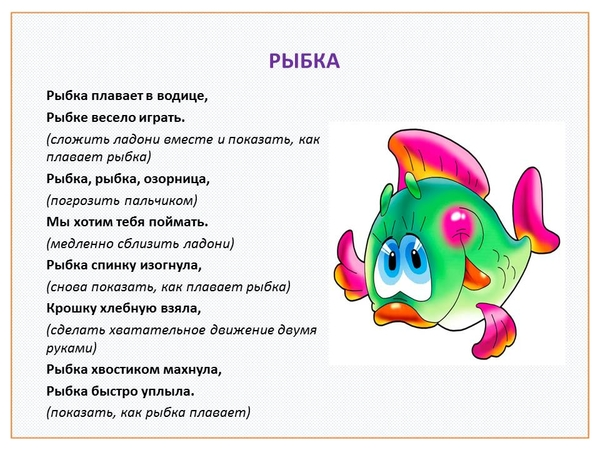 РЫБКА
Рыбка плавает в водице,
Рыбке весело играть.
(сложить ладони вместе и показать, как
плавает рыбка)
Рыбка, рыбка, озорница,
(погрозить пальчиком)
Мы хотим тебя поймать.
(медленно сблизить ладони)
Рыбка спинку изогнула,
(снова показать, как плавает рыбка)
Крошку хлебную взяла,
(сделать хватательное движение двумя
руками)
Рыбка хвостиком махнула,
Рыбка быстро уплыла.
(показать, как рыбка плавает)